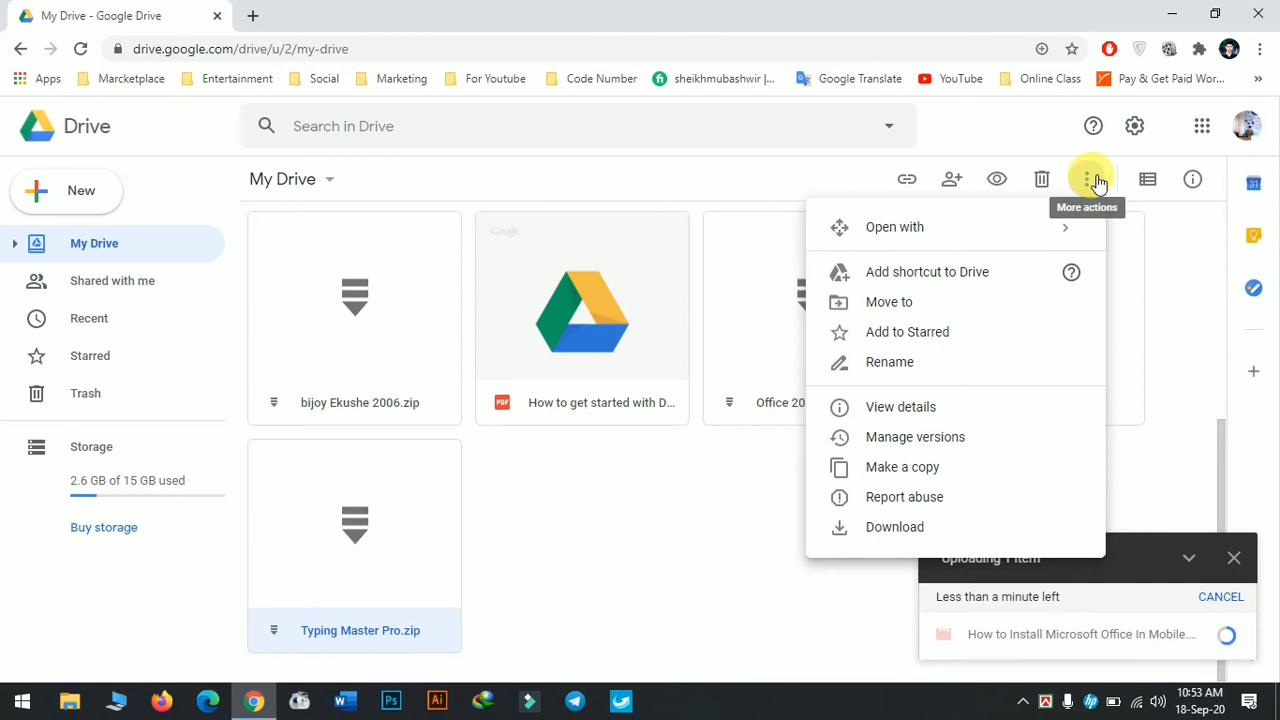 My Drive - Google Drive
drive.google.com/drive/u/2/my-drive
Apps Marcketplace Entertainment Social Marketing For Youtube Code Number sheikhmubashwir |... Google Translate YouTube Online Class Pay & Get Paid Wor... »
Drive
Search in Drive
New
My Drive
More actions
My Drive
Shared with me
Recent
Starred
Trash
Storage
2.6 GB of 15 GB used
Buy storage
Google
bijoy Ekushe 2006.zip
PDF How to get started with D...
Office 20
Typing Master Pro.zip
Open with
Add shortcut to Drive
Move to
Add to Starred
Rename
View details
Manage versions
Make a copy
Report abuse
Download
Uploading 1 item
Less than a minute left CANCEL
How to Install Microsoft Office In Mobile....
31
W Ps Ai
hp
10:53 AM
18-Sep-20